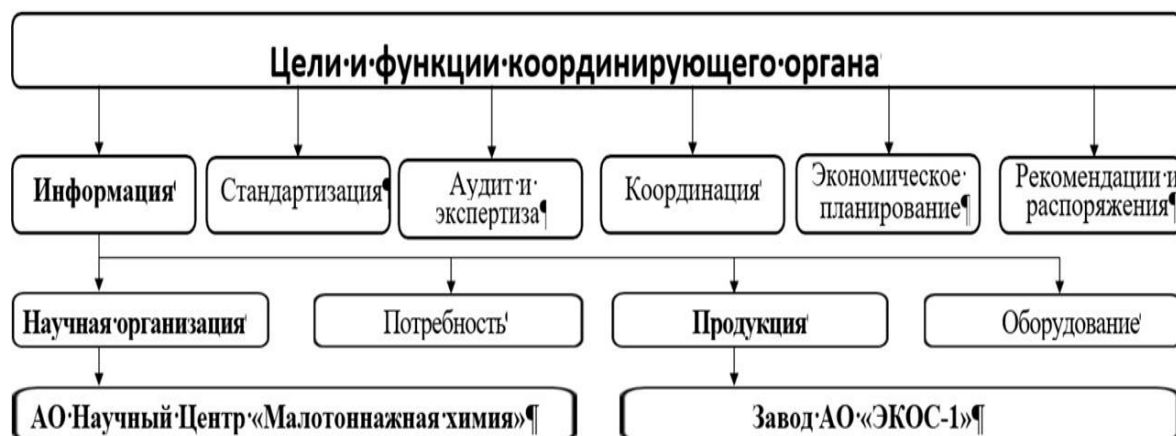 Цели·и·функции·координирующего·органа
Информация
Стандартизация¶
Аудит·и·
экспертиза¶
Координация
Экономическое·
планирование¶
Рекомендации·и
распоряжения¶
Научная·организация
Потребность
Продукция
Оборудование
АО·Научный·Центр·«Малотоннажная·химия»¶
Завод·АО·«ЭКОС-1»¶